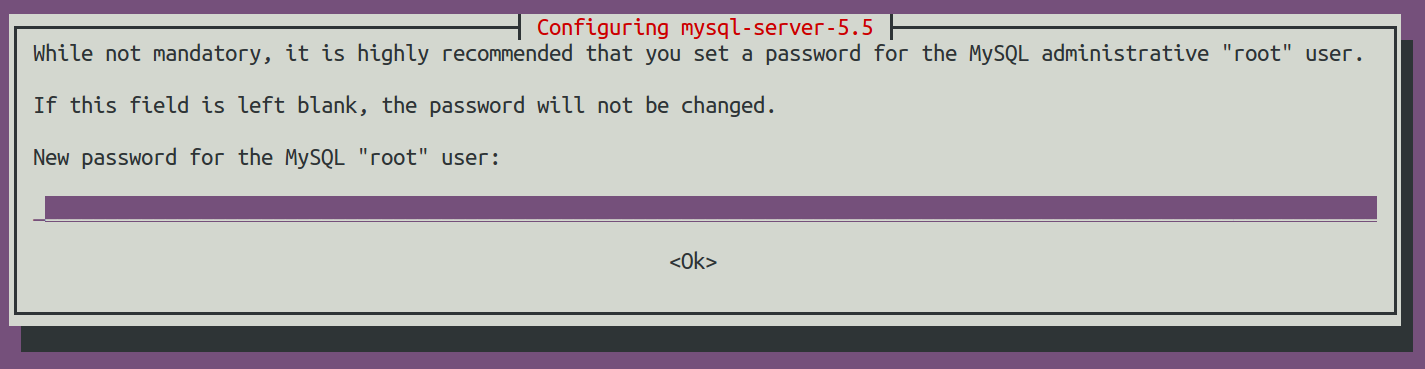 Configuring mysql-server-5.5
While not mandatory, it is highly recommended that you set a password for the MySQL administrative "root" user.
If this field is left blank, the password will not be changed.
New password for the MySQL "root" user:
<Ok>